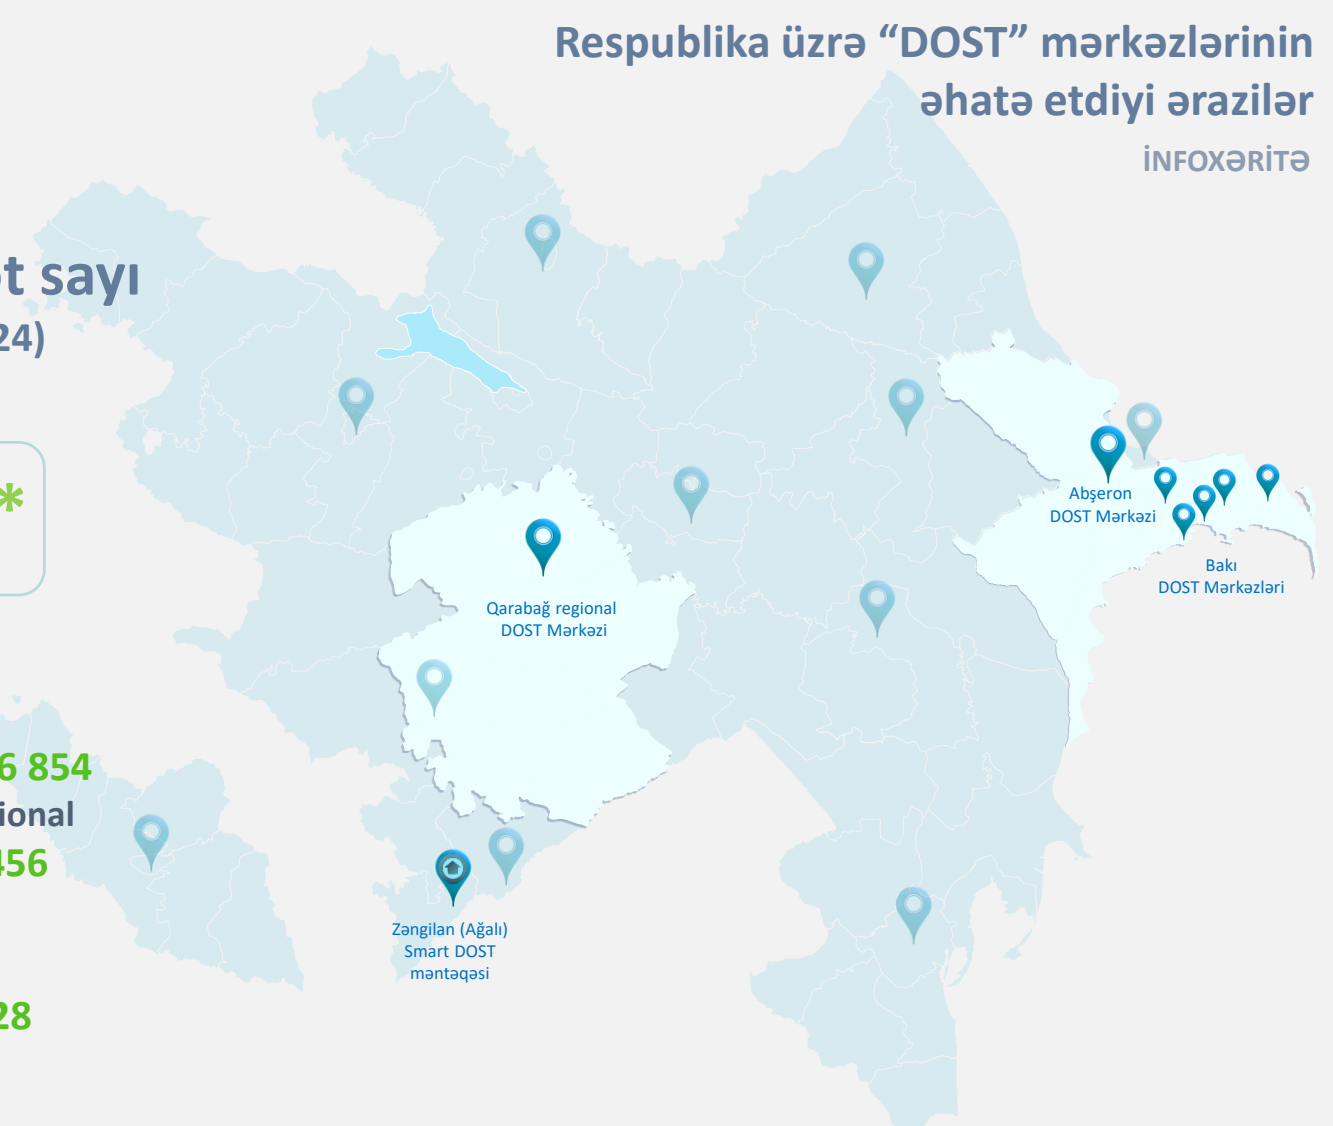 Respublika üzrə “DOST” mərkəzlərinin
əhatə etdiyi ərazilər
İNFOXƏRİTƏ
sayı
24)
*
Abşeron
DOST Mərkəzi
Bakı
DOST Mərkəzləri
Qarabağ regional
DOST Mərkəzi
6 854
ional
456
Zəngilan (Ağalı)
Smart DOST
məntəqəsi
28